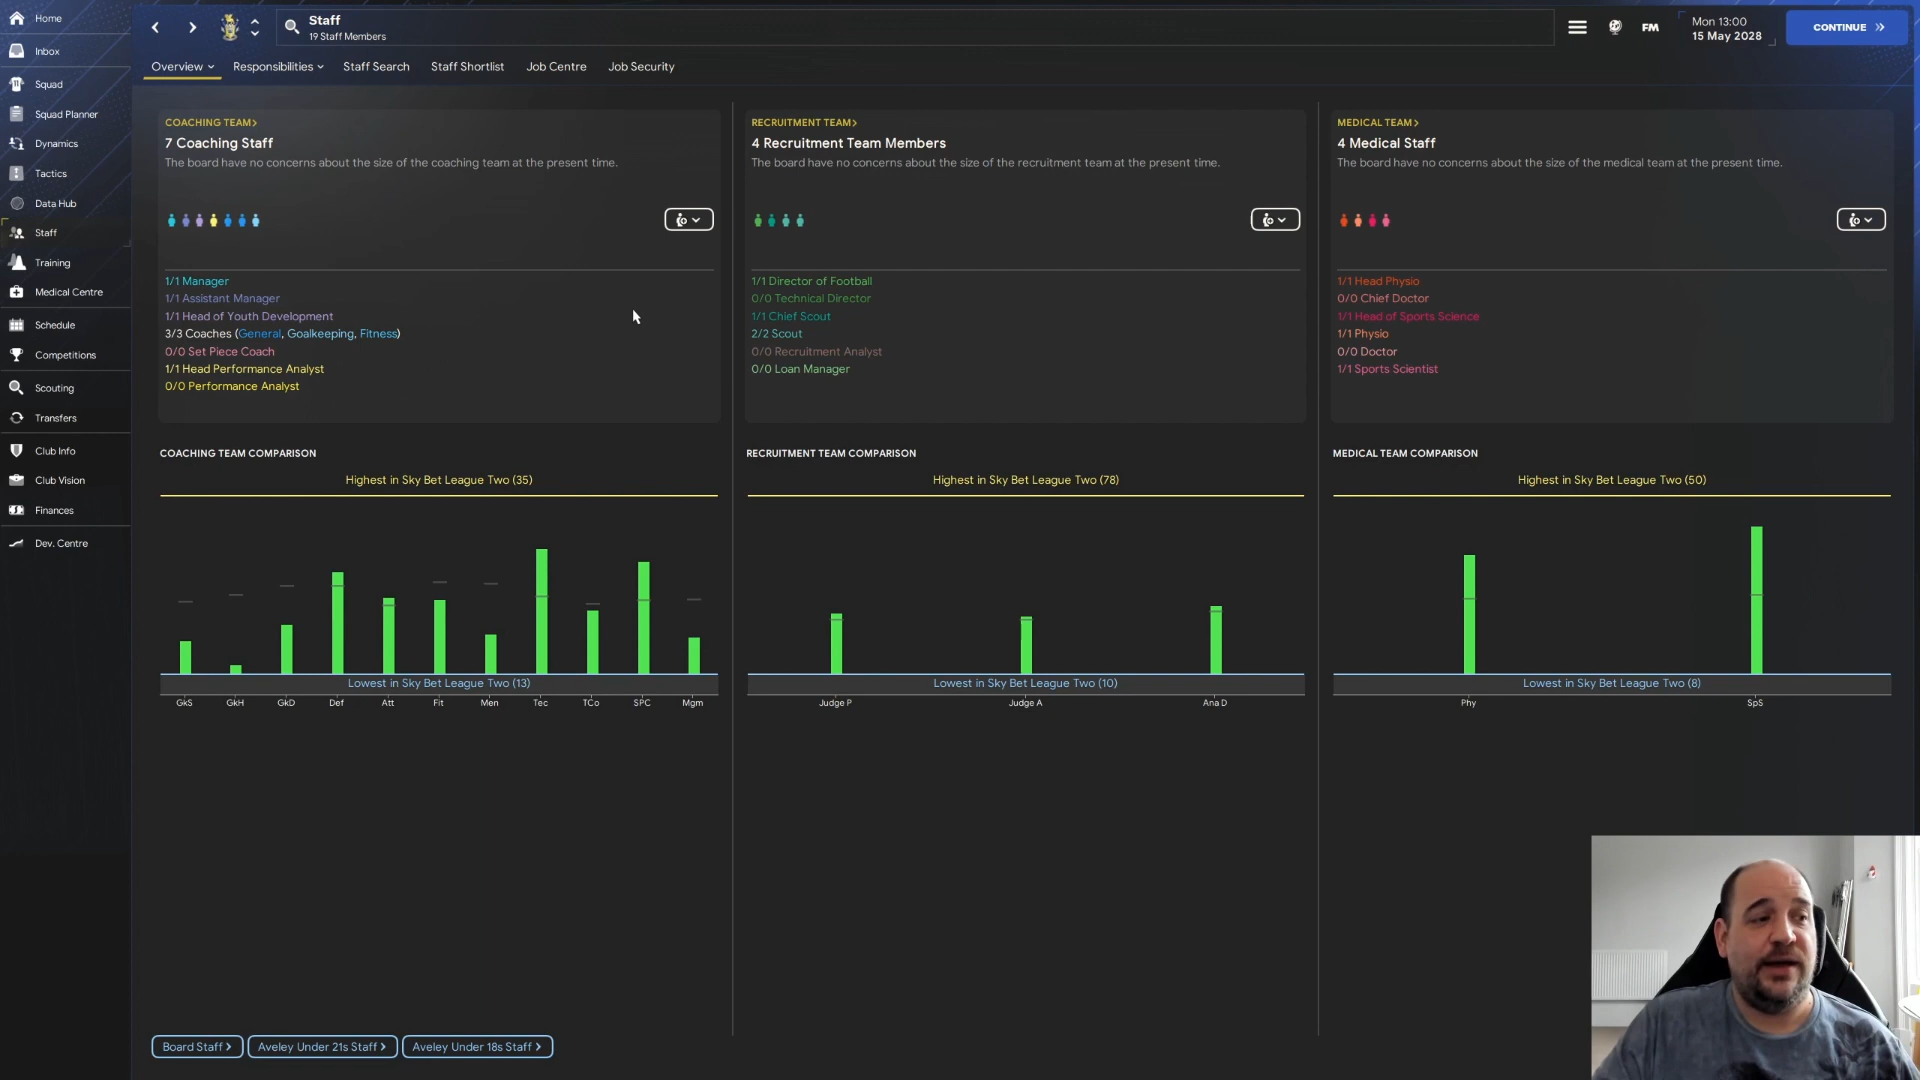 Home
Inbox
Squad
Squad Planner
Dynamics
Tactics
Data Hub
Staff
Training
Medical Centre
Schedule
Competitions
Scouting
Transfers
Club Info
Club Vision
Finances
Dev. Centre
Staff
19 Staff Members
FM
Mon 13:00
15 May 2028
CONTINUE
Overview Responsibilities Staff Search Staff Shortlist Job Centre Job Security
COACHING TEAM>
7 Coaching Staff
The board have no concerns about the size of the coaching team at the present time.
1/1 Manager
1/1 Assistant Manager
1/1 Head of Youth Development
3/3 Coaches (General, Goalkeeping, Fitness)
0/0 Set Piece Coach
1/1 Head Performance Analyst
0/0 Performance Analyst
RECRUITMENT TEAM>
4 Recruitment Team Members
The board have no concerns about the size of the recruitment team at the present time.
1/1 Director of Football
0/0 Technical Director
1/1 Chief Scout
2/2 Scout
0/0 Recruitment Analyst
0/0 Loan Manager
MEDICAL TEAM>
4 Medical Staff
The board have no concerns about the size of the medical team at the present time.
1/1 Head Physio
0/0 Chief Doctor
1/1 Head of Sports Science
1/1 Physio
0/0 Doctor
1/1 Sports Scientist
COACHING TEAM COMPARISON
Highest in Sky Bet League Two (35)
Lowest in Sky Bet League Two (13)
GkS GkH GkD Def Att Fit Men Tec TCo SPC Mgm
RECRUITMENT TEAM COMPARISON
Highest in Sky Bet League Two (78)
Lowest in Sky Bet League Two (10)
Judge P Judge A Ana D
MEDICAL TEAM COMPARISON
Highest in Sky Bet League Two (50)
Lowest in Sky Bet League Two (8)
Phy SpS
Board Staff > Aveley Under 21s Staff > Aveley Under 18s Staff >